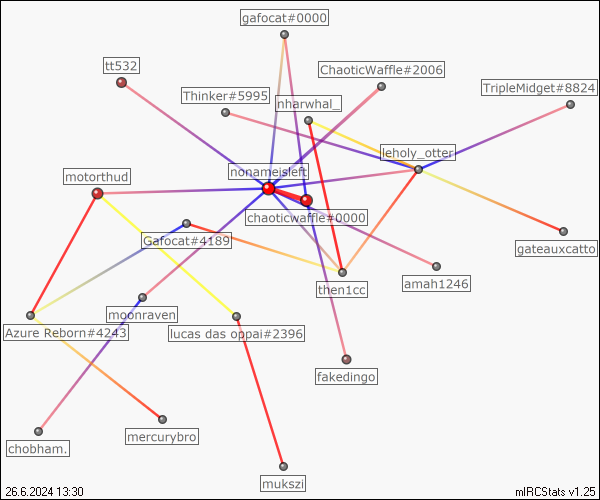 gafocat#0000
tt532
ChaoticWaffle#2006
TripleMidget#8824
Thinker#5995
nharwhal_
leholy_otter
nonameisleft
motorthud
chaoticwaffle#0000
Gafocat#4189
gateauxcatto
then1cc
amah1246
moonraven
Azure Reborn#4243
lucas das oppai#2396
fakedingo
chobham.
mercurybro
mukszi
26.6.2024 13:30
mIRCStats v1.25